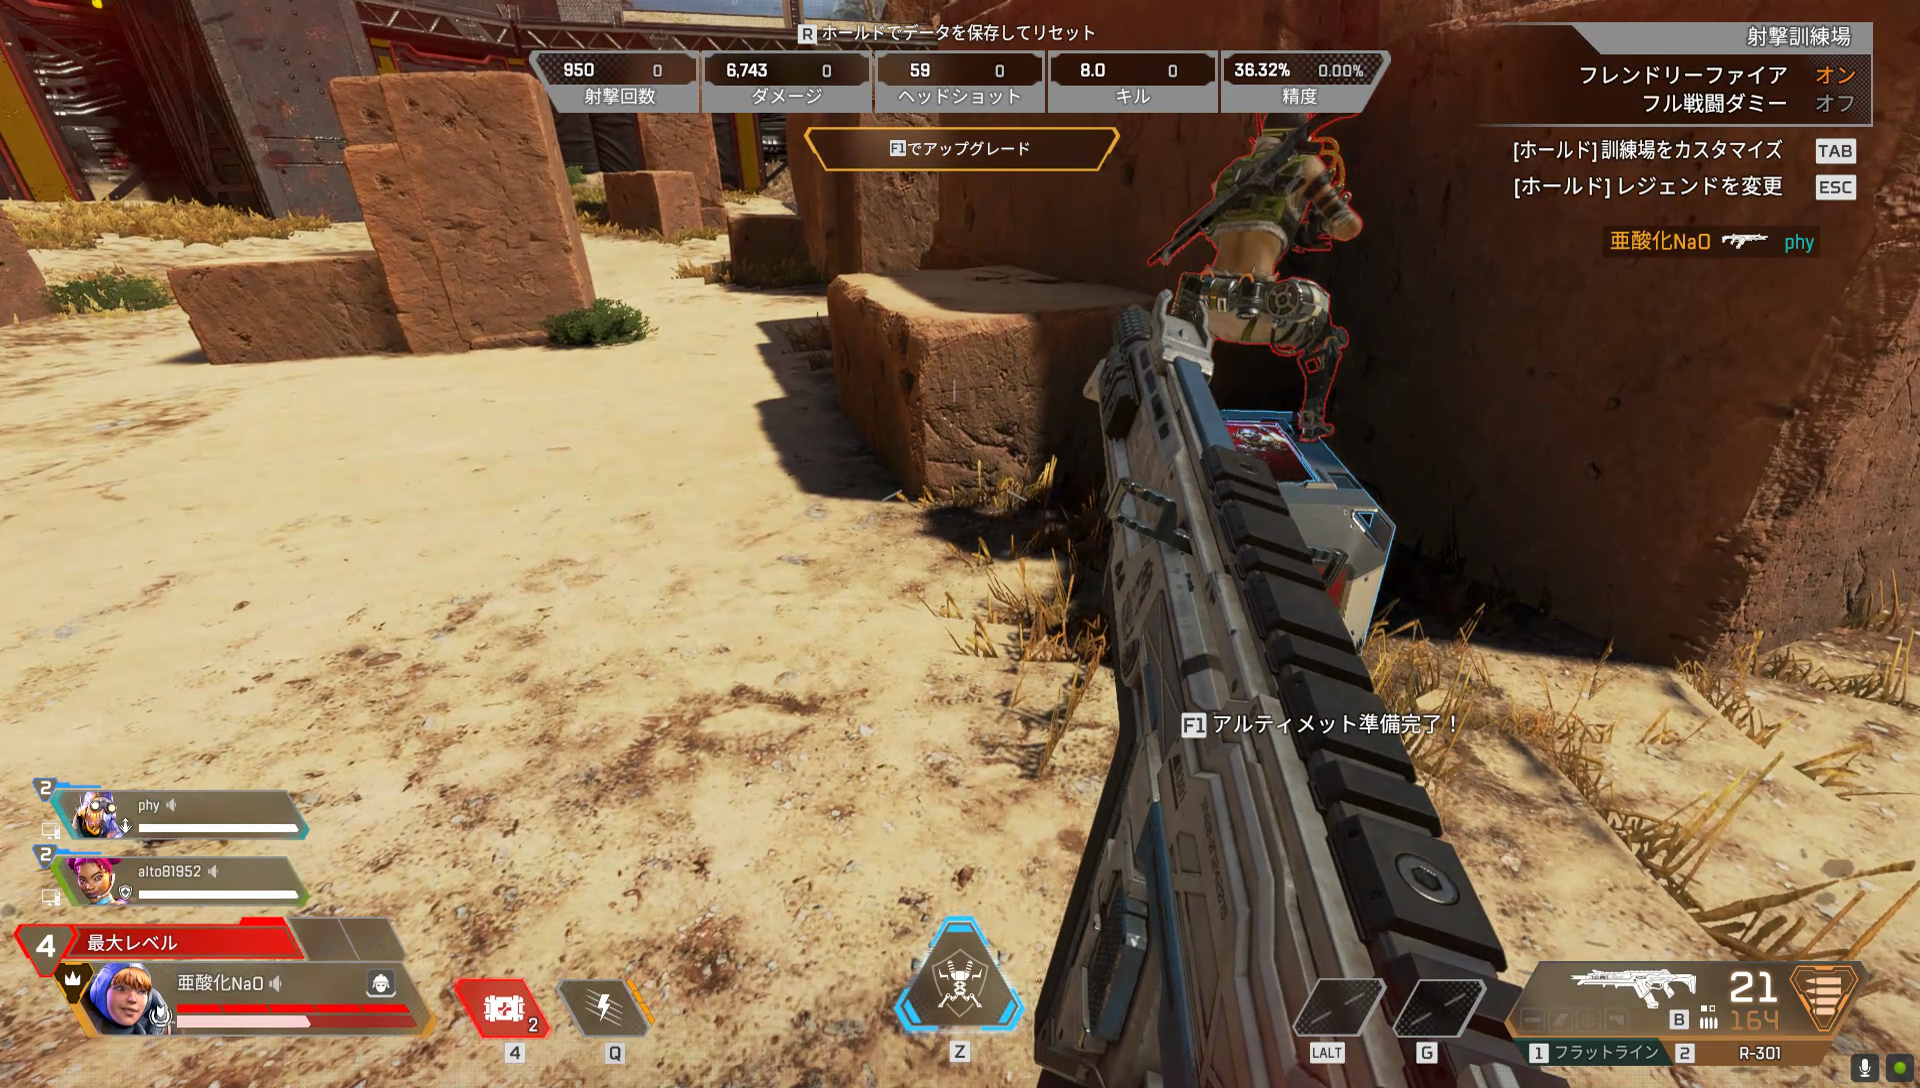 R ホールドでデータを保存してリセット
950 0 射撃回数
6,743 0 ダメージ
59 0 ヘッドショット
8.0 0 キル
36.32% 0.00% 精度
F1でアップグレード
射撃訓練場
フレンドリーファイア オン
フル戦闘ダミー オフ
[ホールド]訓練場をカスタマイズ TAB
[ホールド]レジェンドを変更 ESC
亜酸化NaO phy
F1 アルティメット準備完了!
2 phy
2 alto81952
4 最大レベル
亜酸化NaO
2
4
Q
Z
LALT
G
21
B 164
1 フラットライン 2 R-301